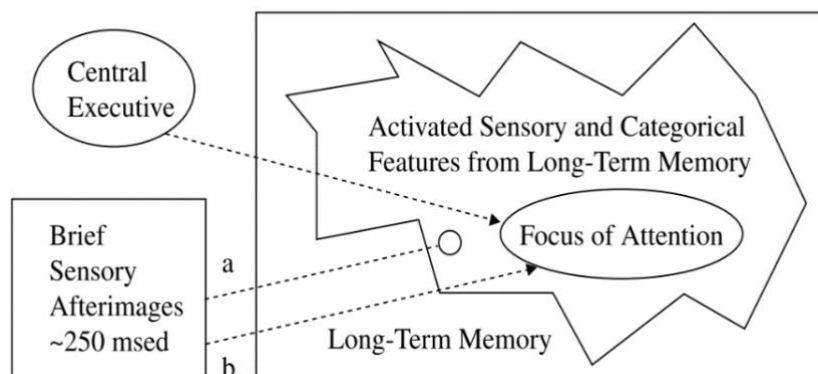 Central
Executive
Activated Sensory and Categorical
Features from Long-Term Memory
Focus of Attention
Brief
Sensory
Afterimages
~250 msed
a
b
Long-Term Memory